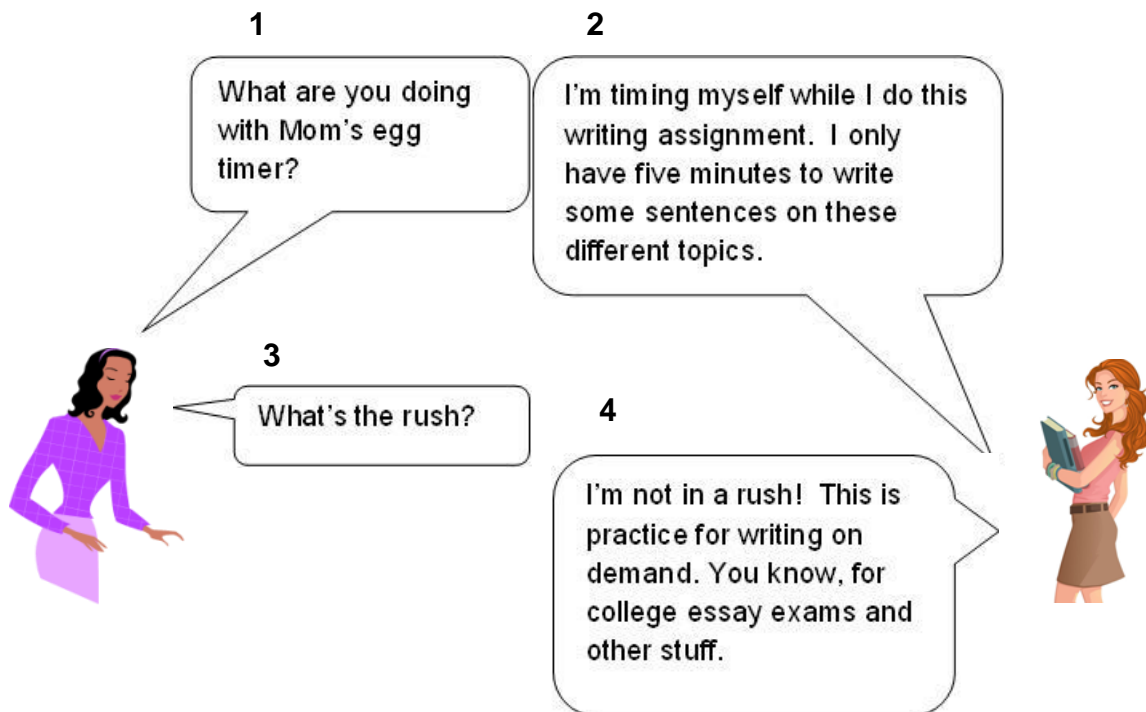 1
What are you doing
with Mom's egg
timer?
2
I'm timing myself while I do this
writing assignment.  I only
have five minutes to write
some sentences on these
different topics.
3
What's the rush?
4
I'm not in a rush!  This is
practice for writing on
demand. You know, for
college essay exams and
other stuff.